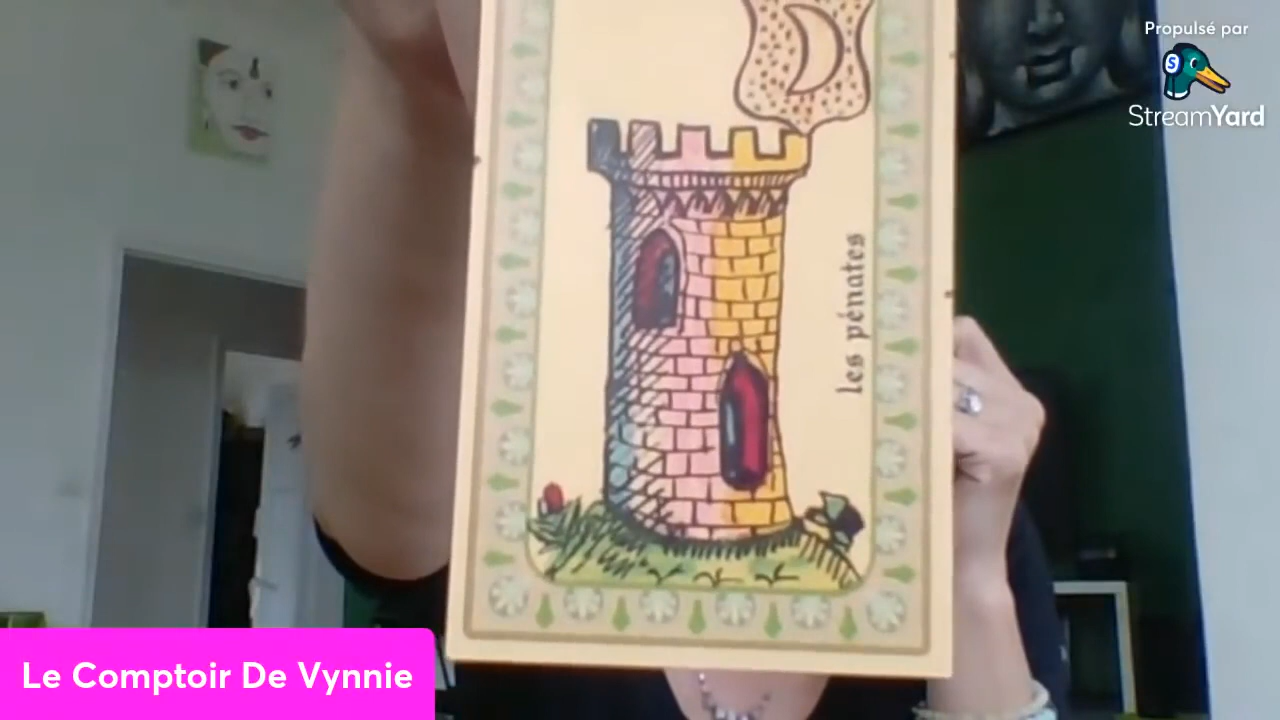 Propulsé par
StreamYard
les pénates
Le Comptoir De Vynnie